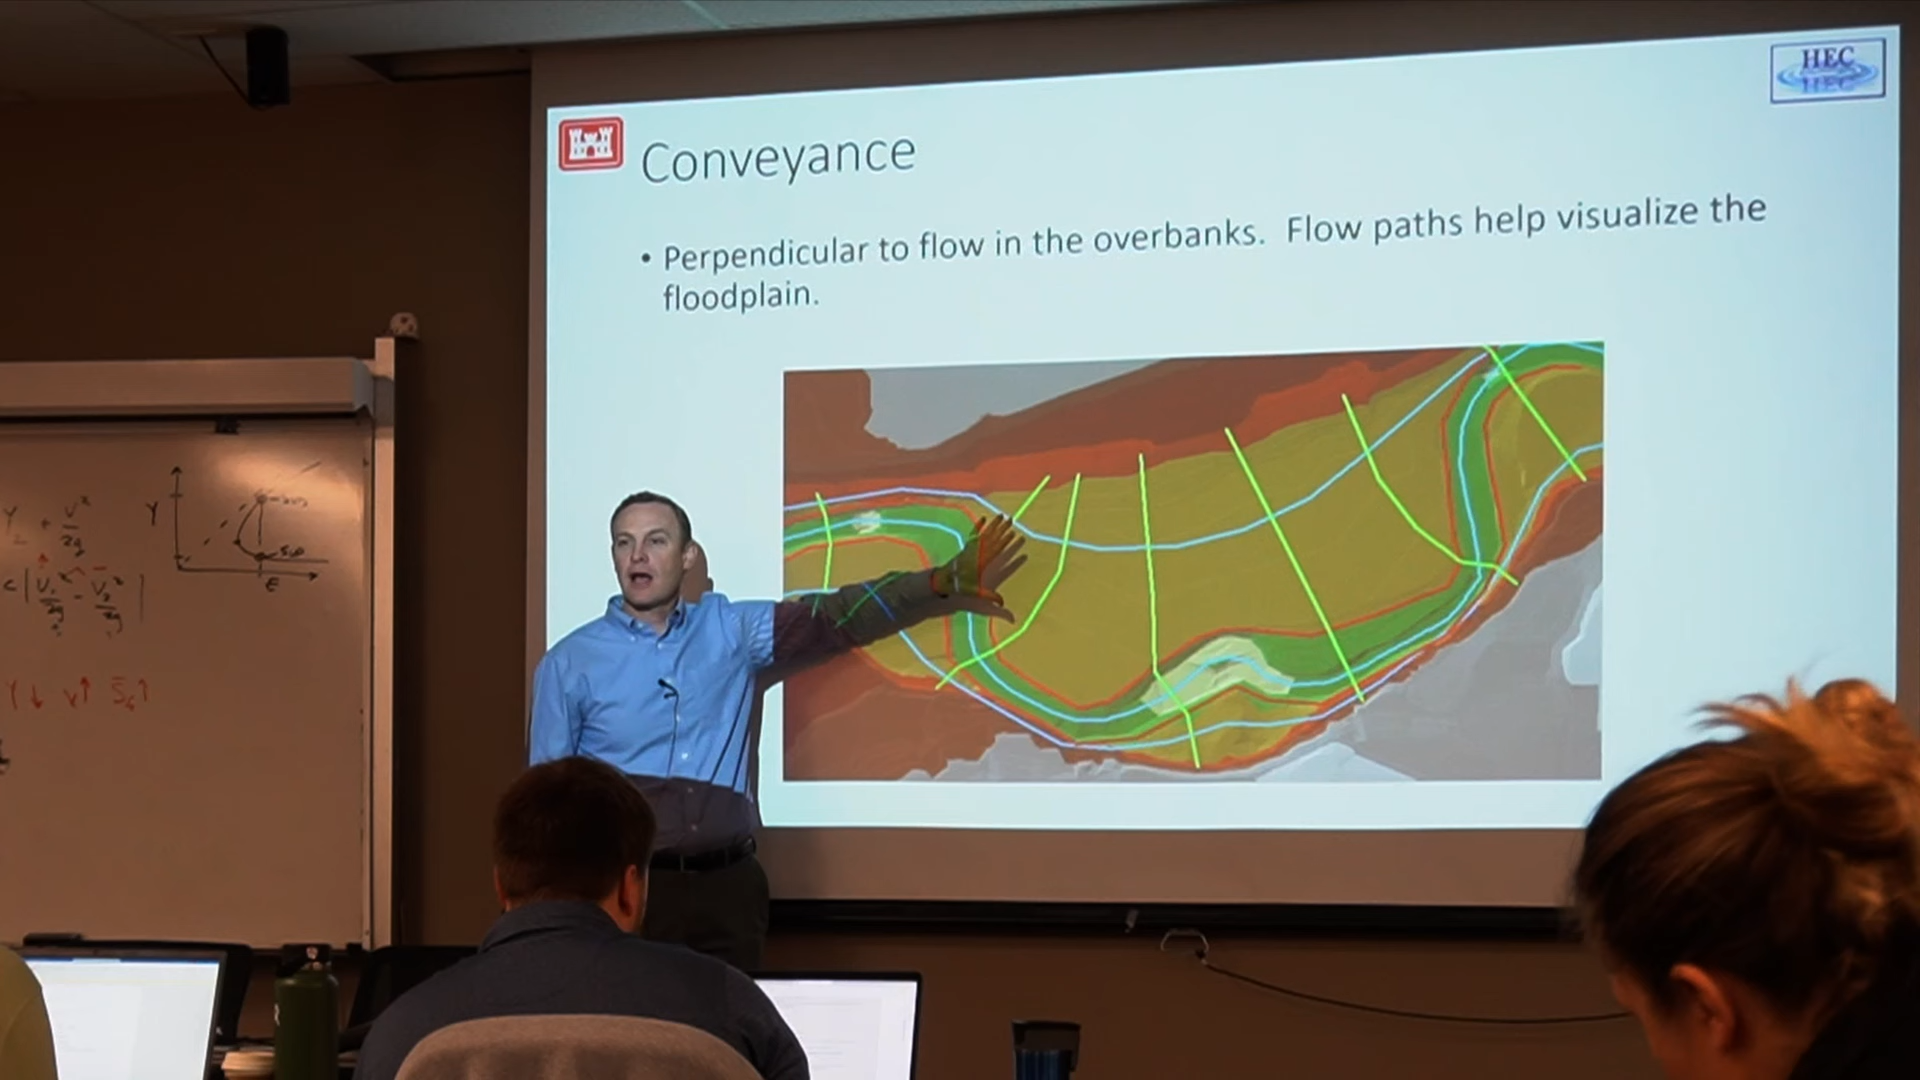 HEC
Conveyance
• Perpendicular to flow in the overbanks. Flow paths help visualize the
floodplain.
Y
E